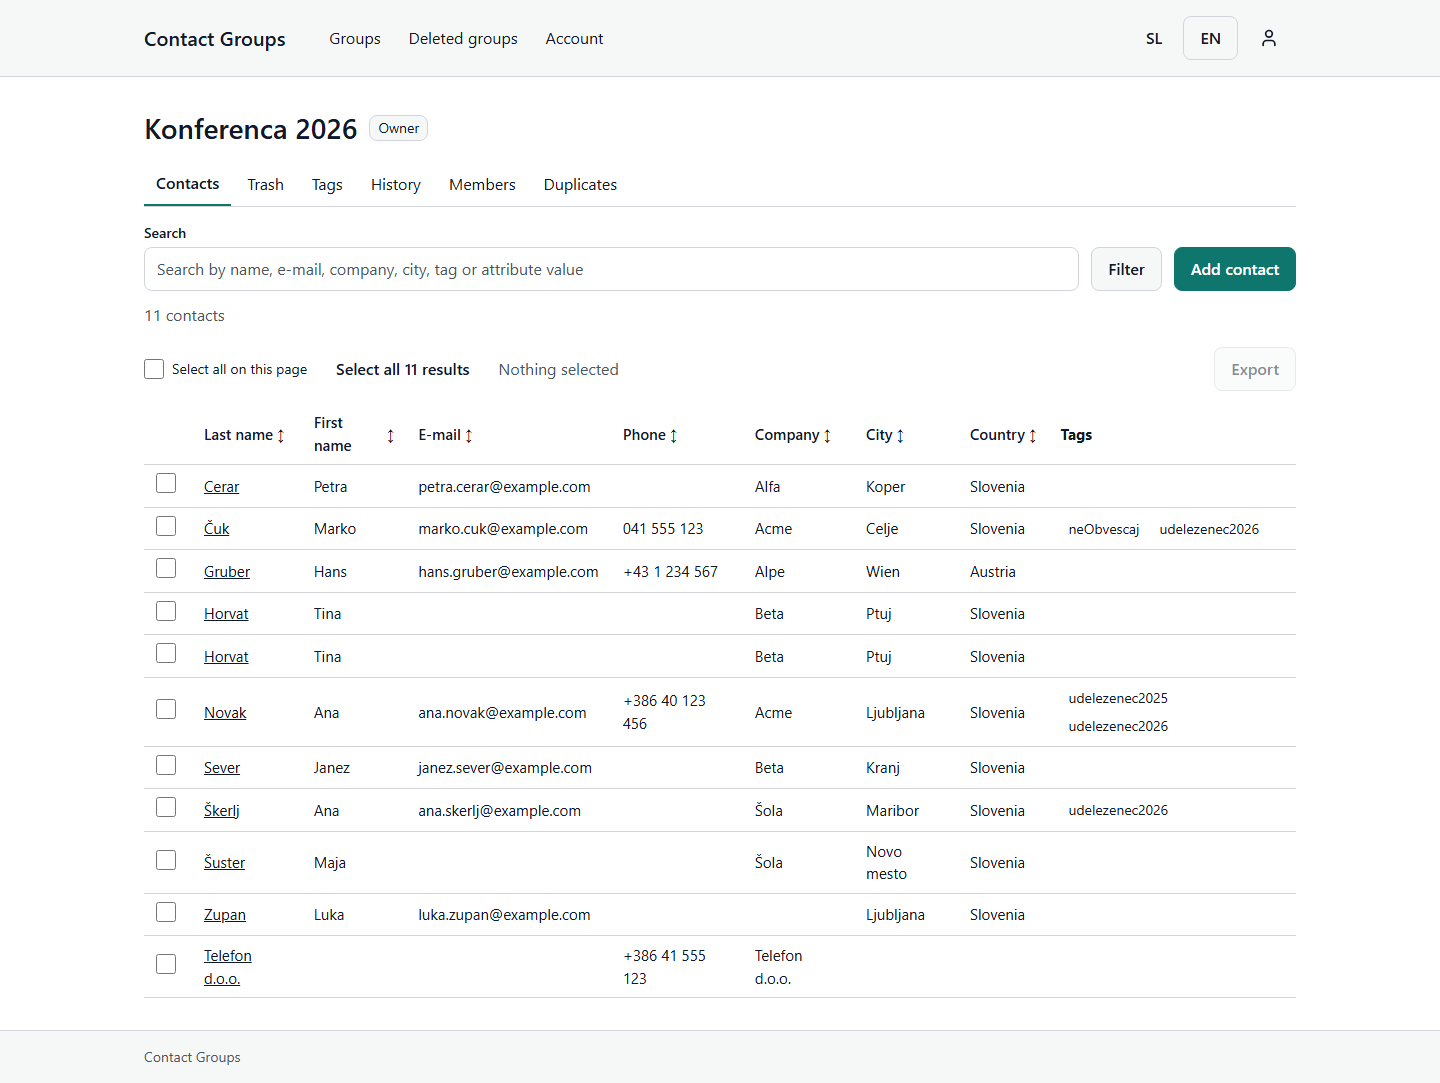 Contact Groups Groups Deleted groups Account SL EN
Konferenca 2026 Owner
Contacts Trash Tags History Members Duplicates
Search
Search by name, e-mail, company, city, tag or attribute value Filter Add contact
11 contacts
Select all on this page Select all 11 results Nothing selected Export
Last name ↕ First name ↕ E-mail ↕ Phone ↕ Company ↕ City ↕ Country ↕ Tags
Cerar Petra petra.cerar@example.com Alfa Koper Slovenia
Čuk Marko marko.cuk@example.com 041 555 123 Acme Celje Slovenia neObvescaj udelezenec2026
Gruber Hans hans.gruber@example.com +43 1 234 567 Alpe Wien Austria
Horvat Tina Beta Ptuj Slovenia
Horvat Tina Beta Ptuj Slovenia
Novak Ana ana.novak@example.com +386 40 123 456 Acme Ljubljana Slovenia udelezenec2025 udelezenec2026
Sever Janez janez.sever@example.com Beta Kranj Slovenia
Škerlj Ana ana.skerlj@example.com Šola Maribor Slovenia udelezenec2026
Šuster Maja Šola Novo mesto Slovenia
Zupan Luka luka.zupan@example.com Ljubljana Slovenia
Telefon d.o.o. +386 41 555 123 Telefon d.o.o.
Contact Groups